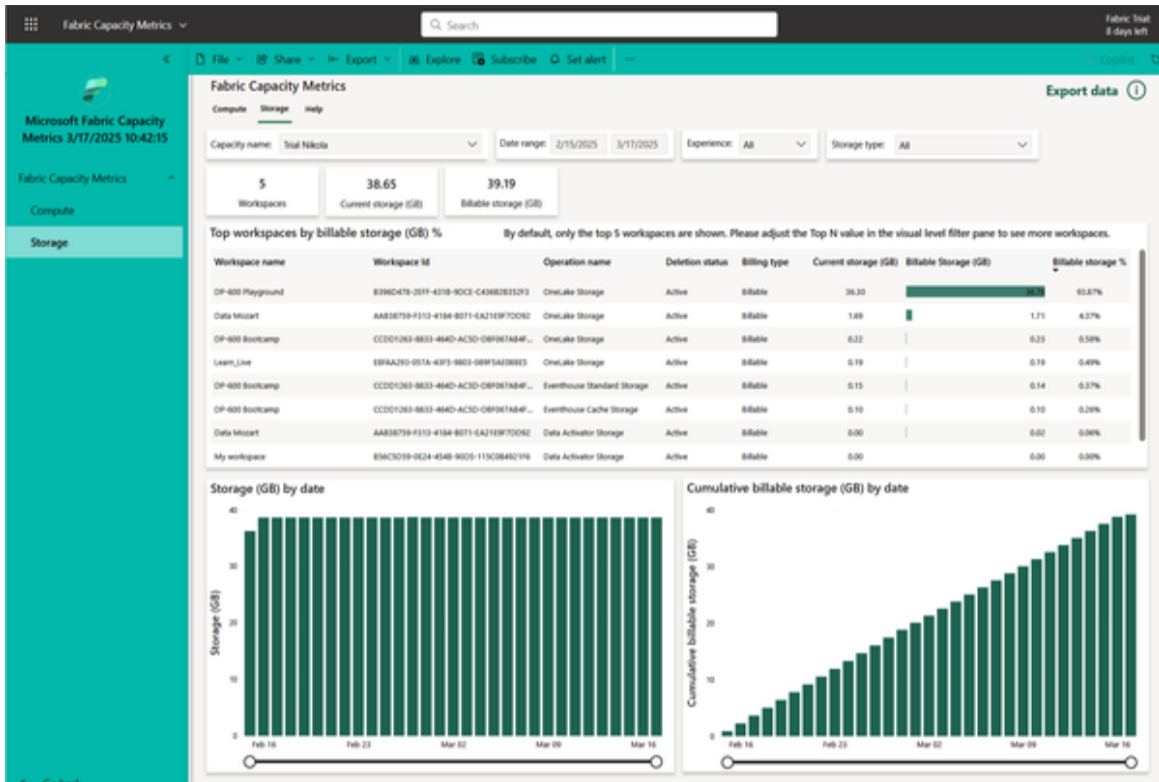 Fabric Capacity Metrics
Search
Fabric Trial:
8 days left
File Share Export Explore Subscribe Set alert ...
Copilot
Microsoft Fabric Capacity
Metrics 3/17/2025 10:42:15
Fabric Capacity Metrics
Compute
Storage
Fabric Capacity Metrics
Export data
Compute Storage Help
Capacity name: Trial Nikola
Date range: 2/15/2025 3/17/2025
Experience: All
Storage type: All
5
Workspaces
38.65
Current storage (GB)
39.19
Billable storage (GB)
Top workspaces by billable storage (GB) %
By default, only the top 5 workspaces are shown. Please adjust the Top N value in the visual level filter pane to see more workspaces.
Workspace name Workspace Id Operation name Deletion status Billing type Current storage (GB) Billable Storage (GB) Billable storage %
DP-600 Playground OneLake Storage Active Billable 36.30 93.87%
Data Mozart OneLake Storage Active Billable 1.69 1.71 4.37%
DP-600 Bootcamp OneLake Storage Active Billable 0.22 0.23 0.58%
Learn_Live OneLake Storage Active Billable 0.19 0.19 0.49%
DP-600 Bootcamp Eventhouse Standard Storage Active Billable 0.15 0.14 0.37%
DP-600 Bootcamp Eventhouse Cache Storage Active Billable 0.10 0.10 0.26%
Data Mozart Data Activator Storage Active Billable 0.00 0.02 0.06%
My workspace Data Activator Storage Active Billable 0.00 0.00 0.00%
Storage (GB) by date
Storage (GB)
40
30
20
10
0
Feb 16 Feb 23 Mar 02 Mar 09 Mar 16
Cumulative billable storage (GB) by date
Cumulative billable storage (GB)
40
30
20
10
0
Feb 16 Feb 23 Mar 02 Mar 09 Mar 16